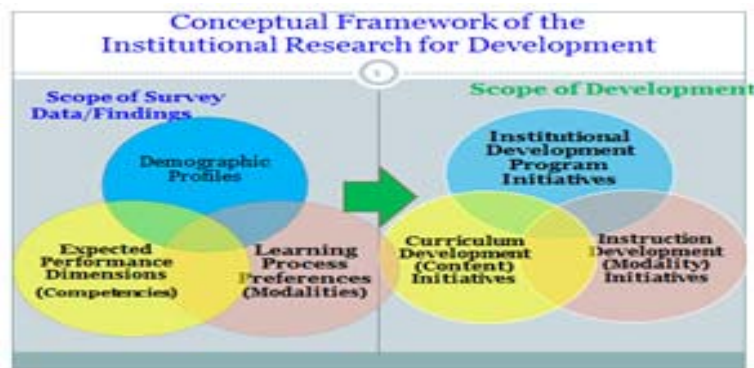 Conceptual Framework of the
Institutional Research for Development
Scope of Survey
Data/Findings
Demographic
Profiles
Expected
Performance
Dimensions
(Competencies)
Learning
Process
Preferences
(Modalities)
Scope of Development
Institutional
Development
Program
Initiatives
Curriculum
Development
(Content)
Initiatives
Instruction
Development
(Modality)
Initiatives